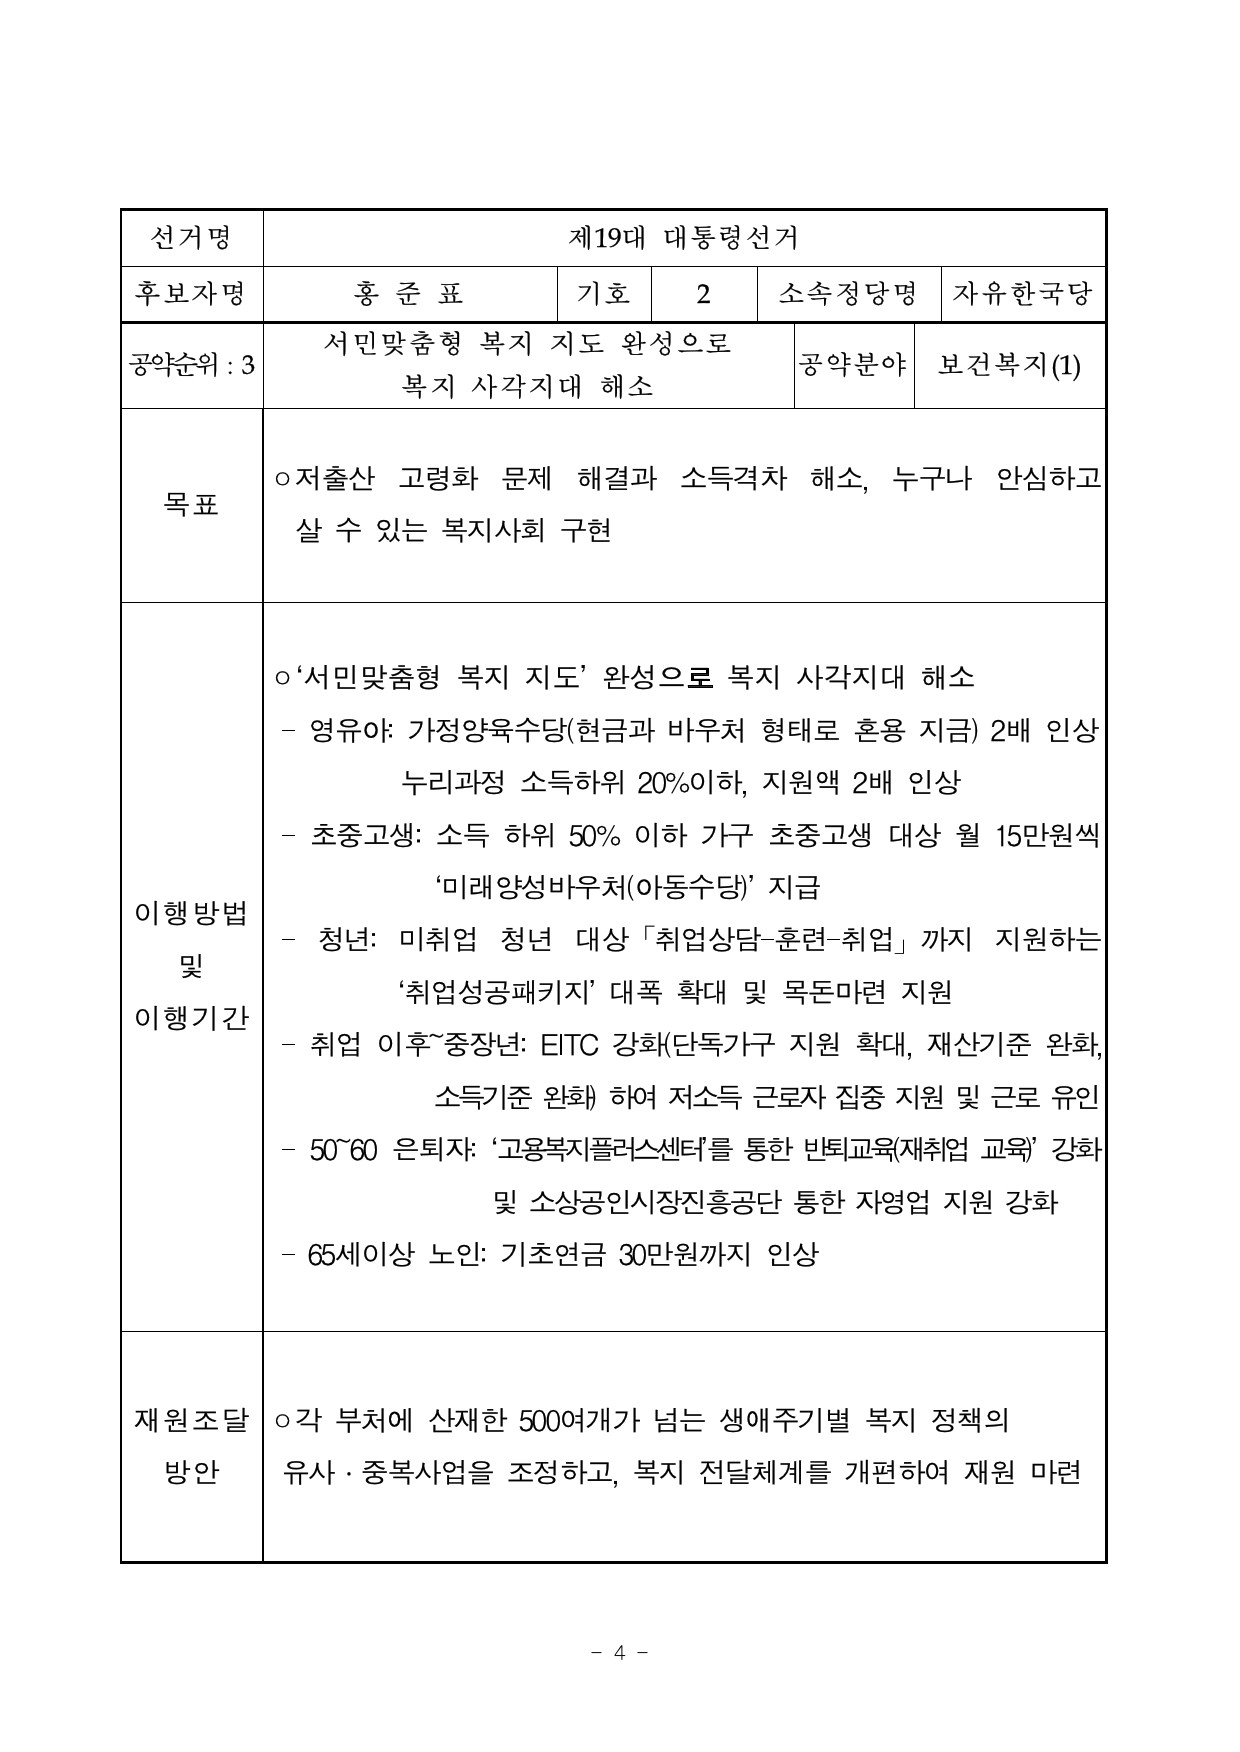 선거명 제19대 대통령선거
후보자명 홍 준 표 기호 2 소속정당명 자유한국당
공약순위 : 3 서민맞춤형 복지 지도 완성으로 복지 사각지대 해소 공약분야 보건복지(1)
목표
○저출산 고령화 문제 해결과 소득격차 해소, 누구나 안심하고
살 수 있는 복지사회 구현
이행방법
및
이행기간
○‘서민맞춤형 복지 지도’ 완성으로 복지 사각지대 해소
- 영유아: 가정양육수당(현금과 바우처 형태로 혼용 지금) 2배 인상
누리과정 소득하위 20%이하, 지원액 2배 인상
- 초중고생: 소득 하위 50% 이하 가구 초중고생 대상 월 15만원씩
‘미래양성바우처(아동수당)’ 지급
- 청년: 미취업 청년 대상「취업상담-훈련-취업」까지 지원하는
‘취업성공패키지’ 대폭 확대 및 목돈마련 지원
- 취업 이후~중장년: EITC 강화(단독가구 지원 확대, 재산기준 완화,
소득기준 완화) 하여 저소득 근로자 집중 지원 및 근로 유인
- 50~60 은퇴자: ‘고용복지플러스센터’를 통한 반퇴교육(재취업 교육)’ 강화
및 소상공인시장진흥공단 통한 자영업 지원 강화
- 65세이상 노인: 기초연금 30만원까지 인상
재원조달
방안
○각 부처에 산재한 500여개가 넘는 생애주기별 복지 정책의
유사·중복사업을 조정하고, 복지 전달체계를 개편하여 재원 마련
- 4 -